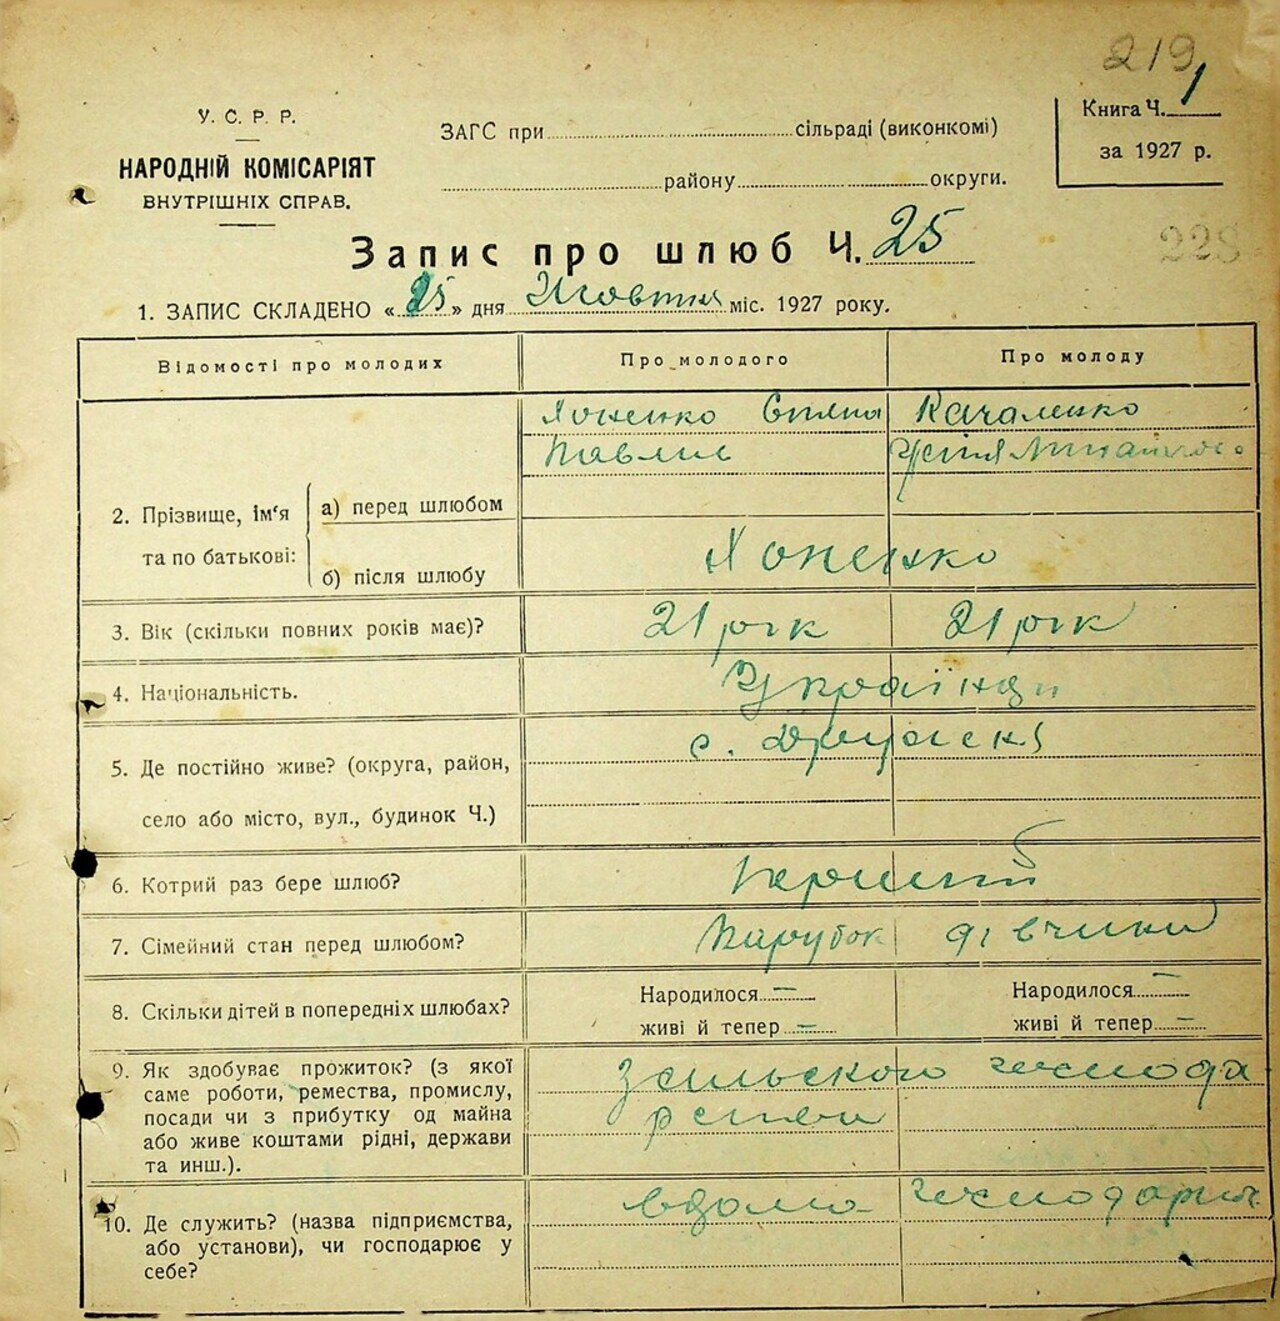 219
У. С. Р. Р.
НАРОДНІЙ КОМІСАРІЯТ
ВНУТРІШНІХ СПРАВ.
ЗАГС при сільраді (виконкомі)
району округи.
Книга Ч. 1
за 1927 р.
228
Запис про шлюб Ч. 25
1. ЗАПИС СКЛАДЕНО « 25 » дня Жовтня міс. 1927 року.
Відомості про молодих Про молодого Про молоду
2. Прізвище, ім'я та по батькові:
а) перед шлюбом
Качаленко
б) після шлюбу
3. Вік (скільки повних років має)? 21 рік 21 рік
4. Національність. Українци
5. Де постійно живе? (округа, район,
село або місто, вул., будинок Ч.)
с.
6. Котрий раз бере шлюб? Перший
7. Сімейний стан перед шлюбом? Парубок дівчина
8. Скільки дітей в попередніх шлюбах?
Народилося — Народилося —
живі й тепер — живі й тепер —
9. Як здобуває прожиток? (з якої
саме роботи, ремества, промислу,
посади чи з прибутку од майна
або живе коштами рідні, держави
та инш.).
З сільського
10. Де служить? (назва підприємства,
або установи), чи господарює у
себе?
вдома